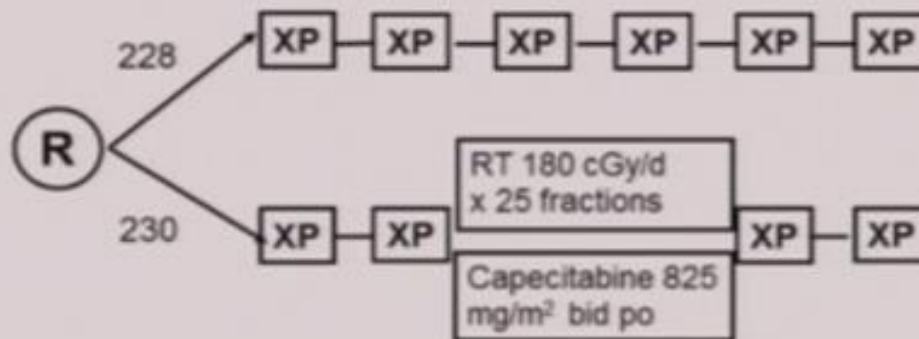 228
XP XP XP XP XP XP
R
RT 180 cGy/d
x 25 fractions
230
XP XP XP XP
Capecitabine 825
mg/m² bid po